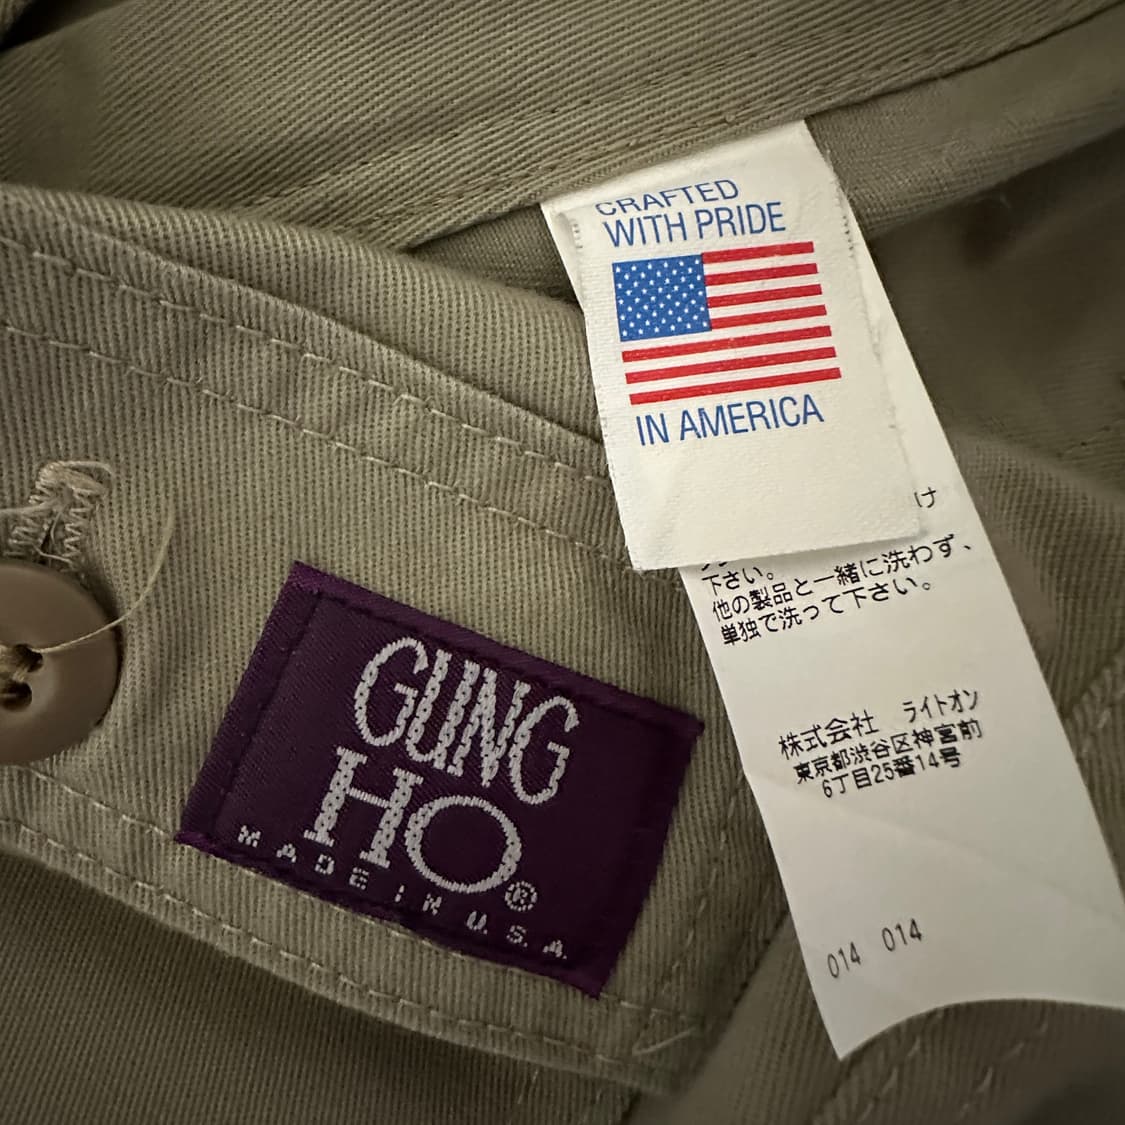 CRAFTED
WITH PRIDE
IN AMERICA
け
下さい。
他の製品と一緒に洗わず、
単独で洗って下さい。
株式会社 ライトオン
東京都渋谷区神宮前
6丁目25番14号
014 014
GUNG
HO®
MADE IN U.S.A.